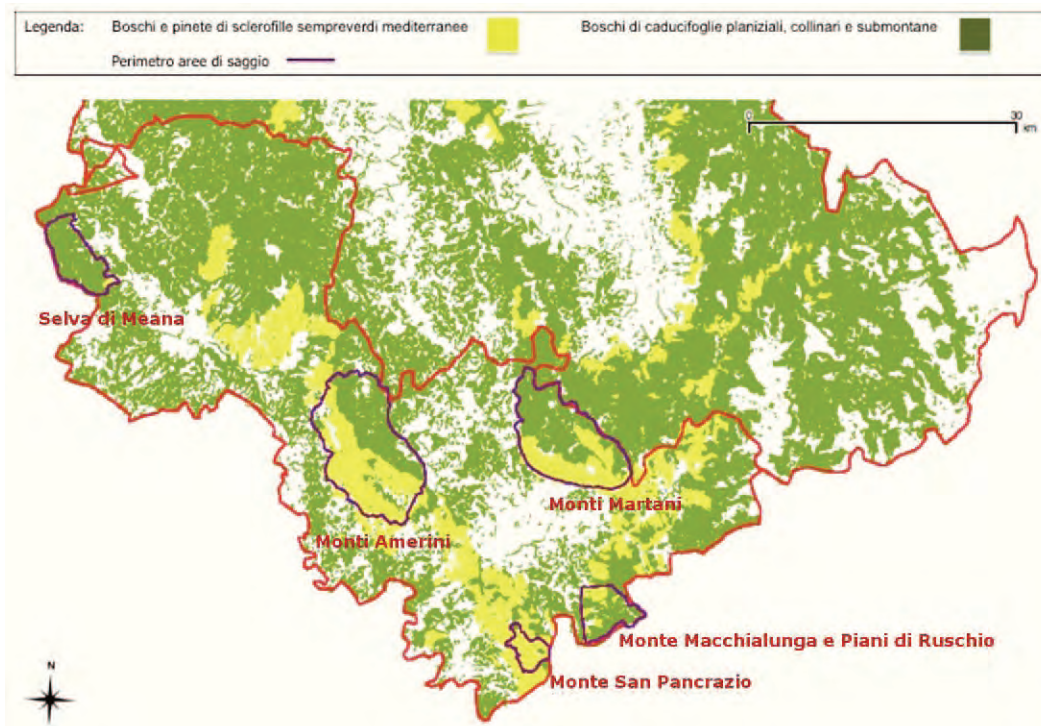 Legenda: Boschi e pinete di sclerofille sempreverdi mediterranee Boschi di caducifoglie planiziali, collinari e submontane
Perimetro aree di saggio
0 30
km
Selva di Meana
Monti Martani
Monti Amerini
Monte Macchialunga e Piani di Ruschio
Monte San Pancrazio
N